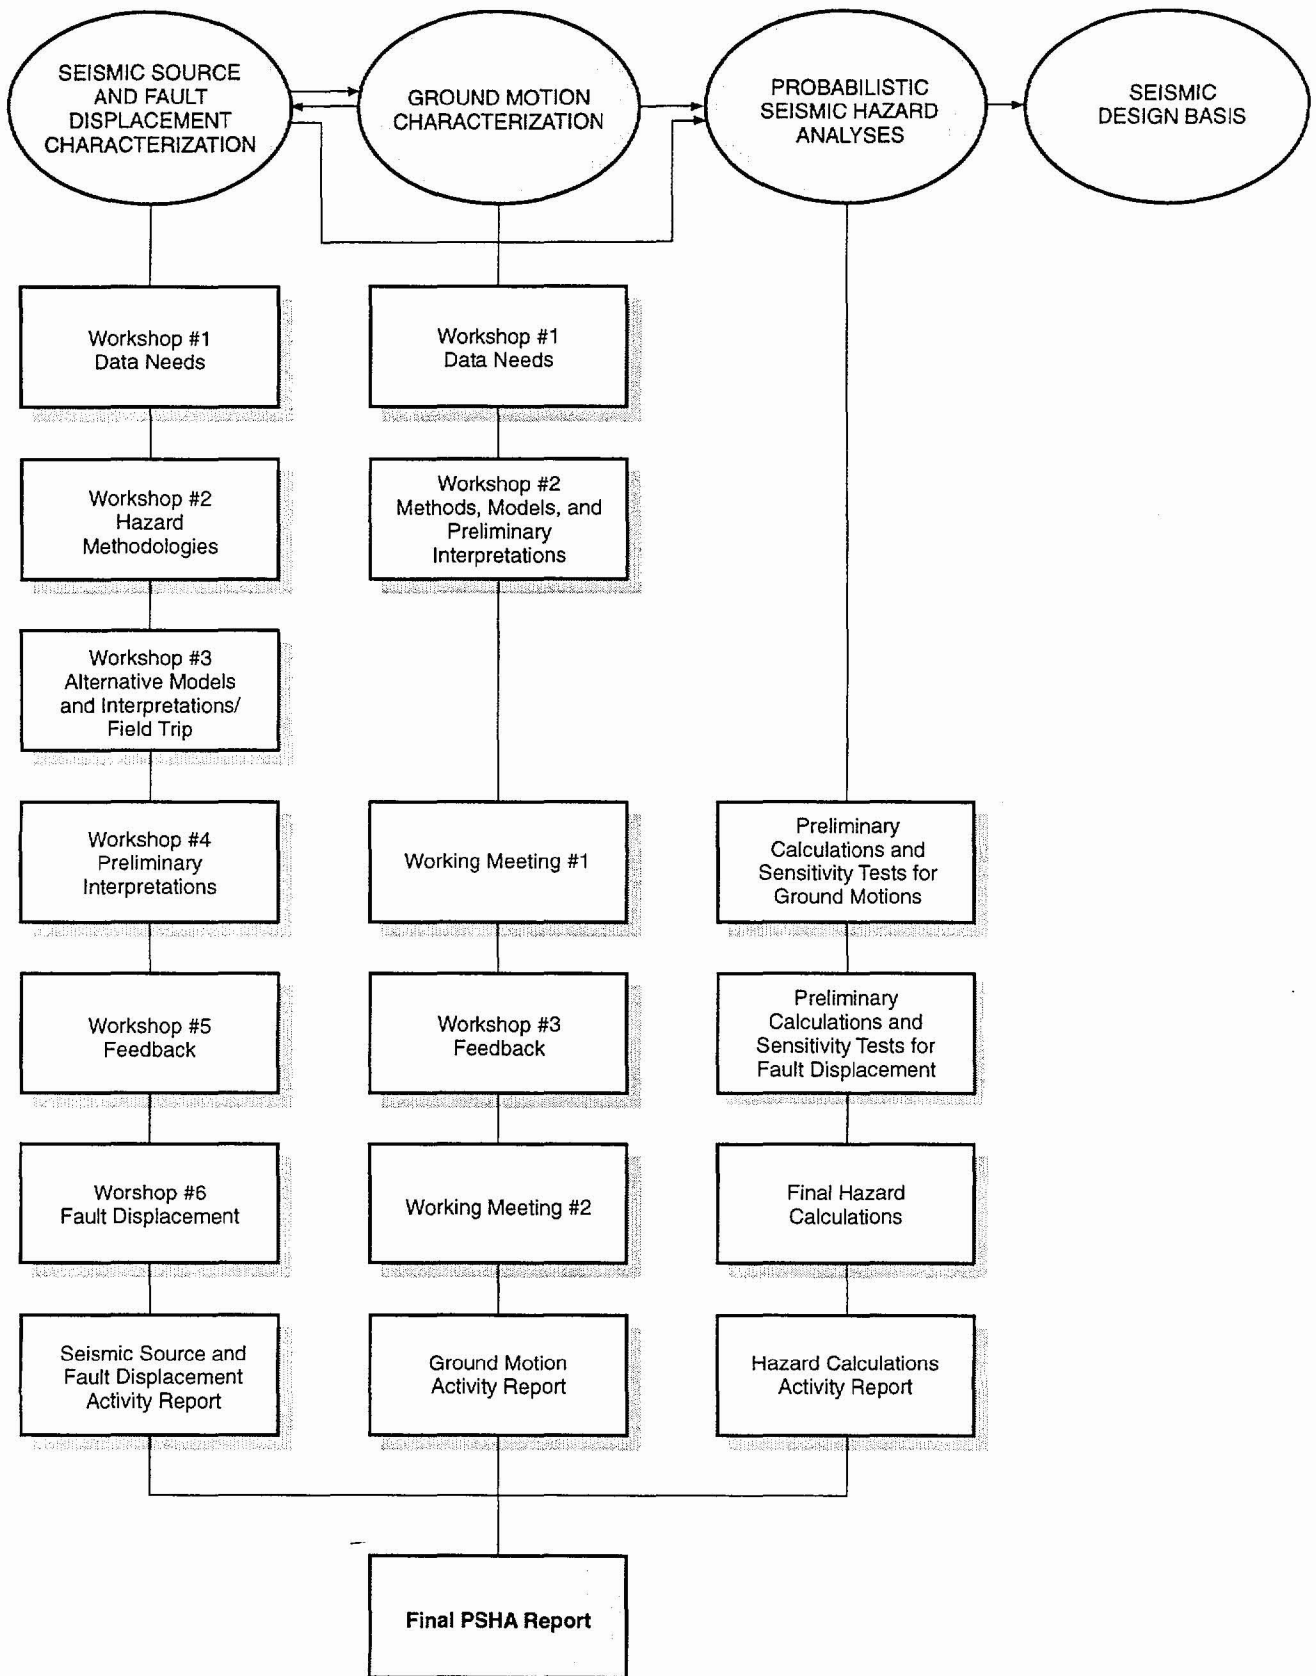 SEISMIC SOURCE
AND FAULT
DISPLACEMENT
CHARACTERIZATION
GROUND MOTION
CHARACTERIZATION
PROBABILISTIC
SEISMIC HAZARD
ANALYSES
SEISMIC
DESIGN BASIS
Workshop #1
Data Needs
Workshop #2
Hazard
Methodologies
Workshop #3
Alternative Models
and Interpretations/
Field Trip
Workshop #4
Preliminary
Interpretations
Workshop #5
Feedback
Worshop #6
Fault Displacement
Seismic Source and
Fault Displacement
Activity Report
Workshop #1
Data Needs
Workshop #2
Methods, Models, and
Preliminary
Interpretations
Working Meeting #1
Workshop #3
Feedback
Working Meeting #2
Ground Motion
Activity Report
Preliminary
Calculations and
Sensitivity Tests for
Ground Motions
Preliminary
Calculations and
Sensitivity Tests for
Fault Displacement
Final Hazard
Calculations
Hazard Calculations
Activity Report
Final PSHA Report